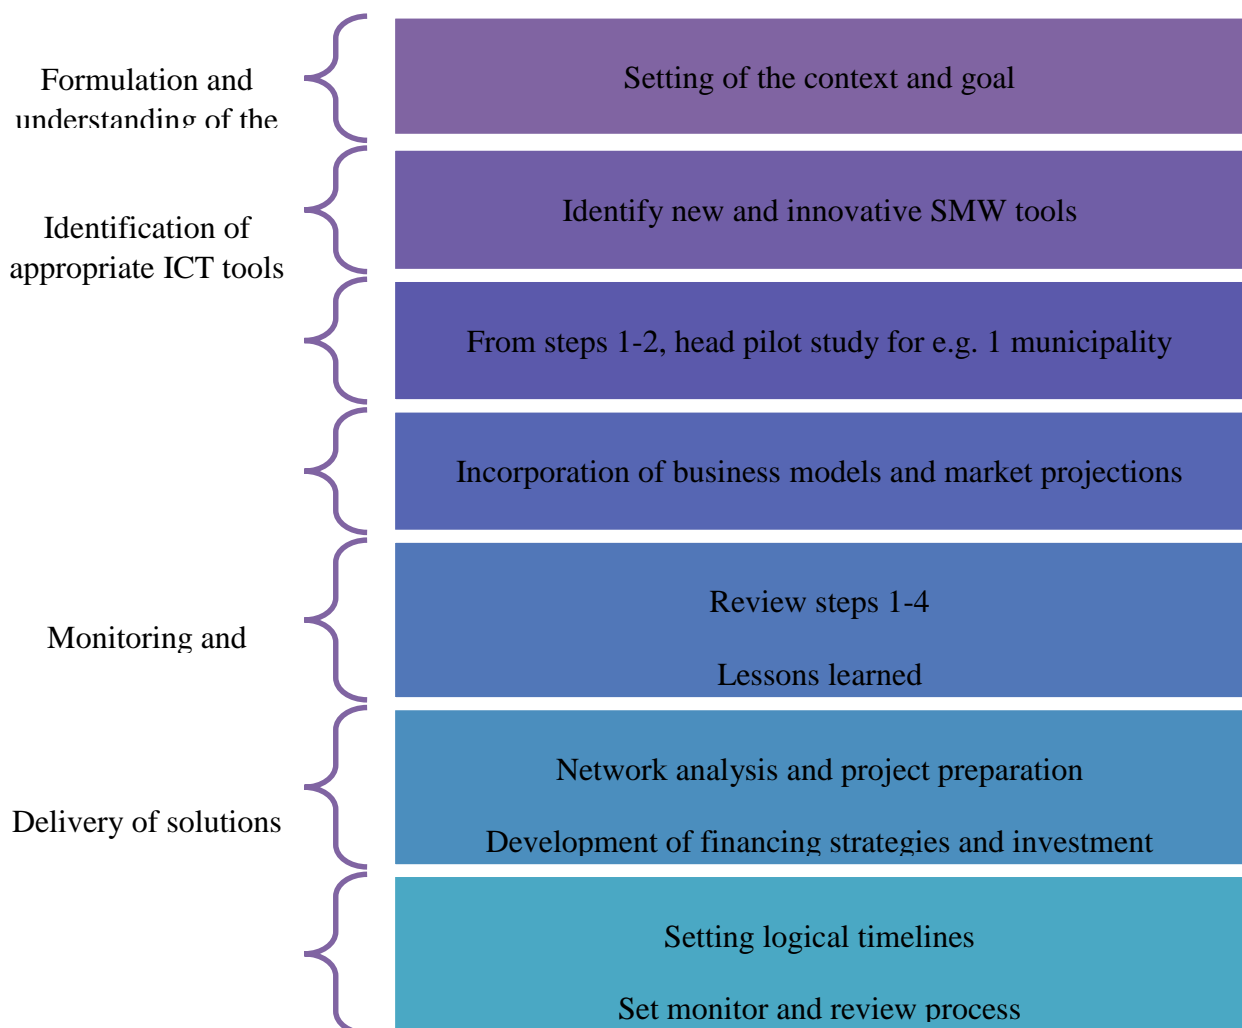 Formulation and
understanding of the
Setting of the context and goal
Identification of
appropriate ICT tools
Identify new and innovative SMW tools
From steps 1-2, head pilot study for e.g. 1 municipality
Incorporation of business models and market projections
Monitoring and
Review steps 1-4
Lessons learned
Delivery of solutions
Network analysis and project preparation
Development of financing strategies and investment
Setting logical timelines
Set monitor and review process